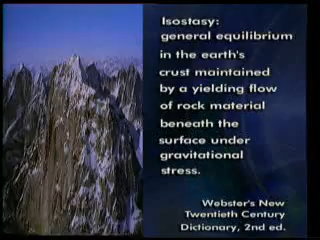 Isostasy:
general equilibrium
in the earth's
crust maintained
by a yielding flow
of rock material
beneath the
surface under
gravitational
stress.
Webster's New
Twentieth Century
Dictionary, 2nd ed.